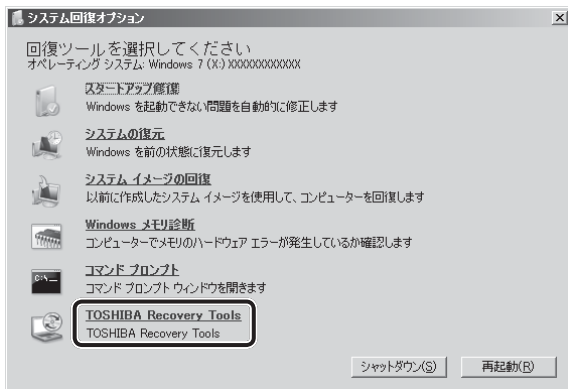 システム回復オプション
回復ツールを選択してください
オペレーティング システム: Windows 7 (X:) XXXXXXXXXXXX
スタートアップ修復
Windows を起動できない問題を自動的に修正します
システムの復元
Windows を前の状態に復元します
システム イメージの回復
以前に作成したシステム イメージを使用して、コンピューターを回復します
Windows メモリ診断
コンピューターでメモリのハードウェア エラーが発生しているか確認します
C:\_
コマンド プロンプト
コマンド プロンプト ウィンドウを開きます
TOSHIBA Recovery Tools
TOSHIBA Recovery Tools
シャットダウン(S)
再起動(R)